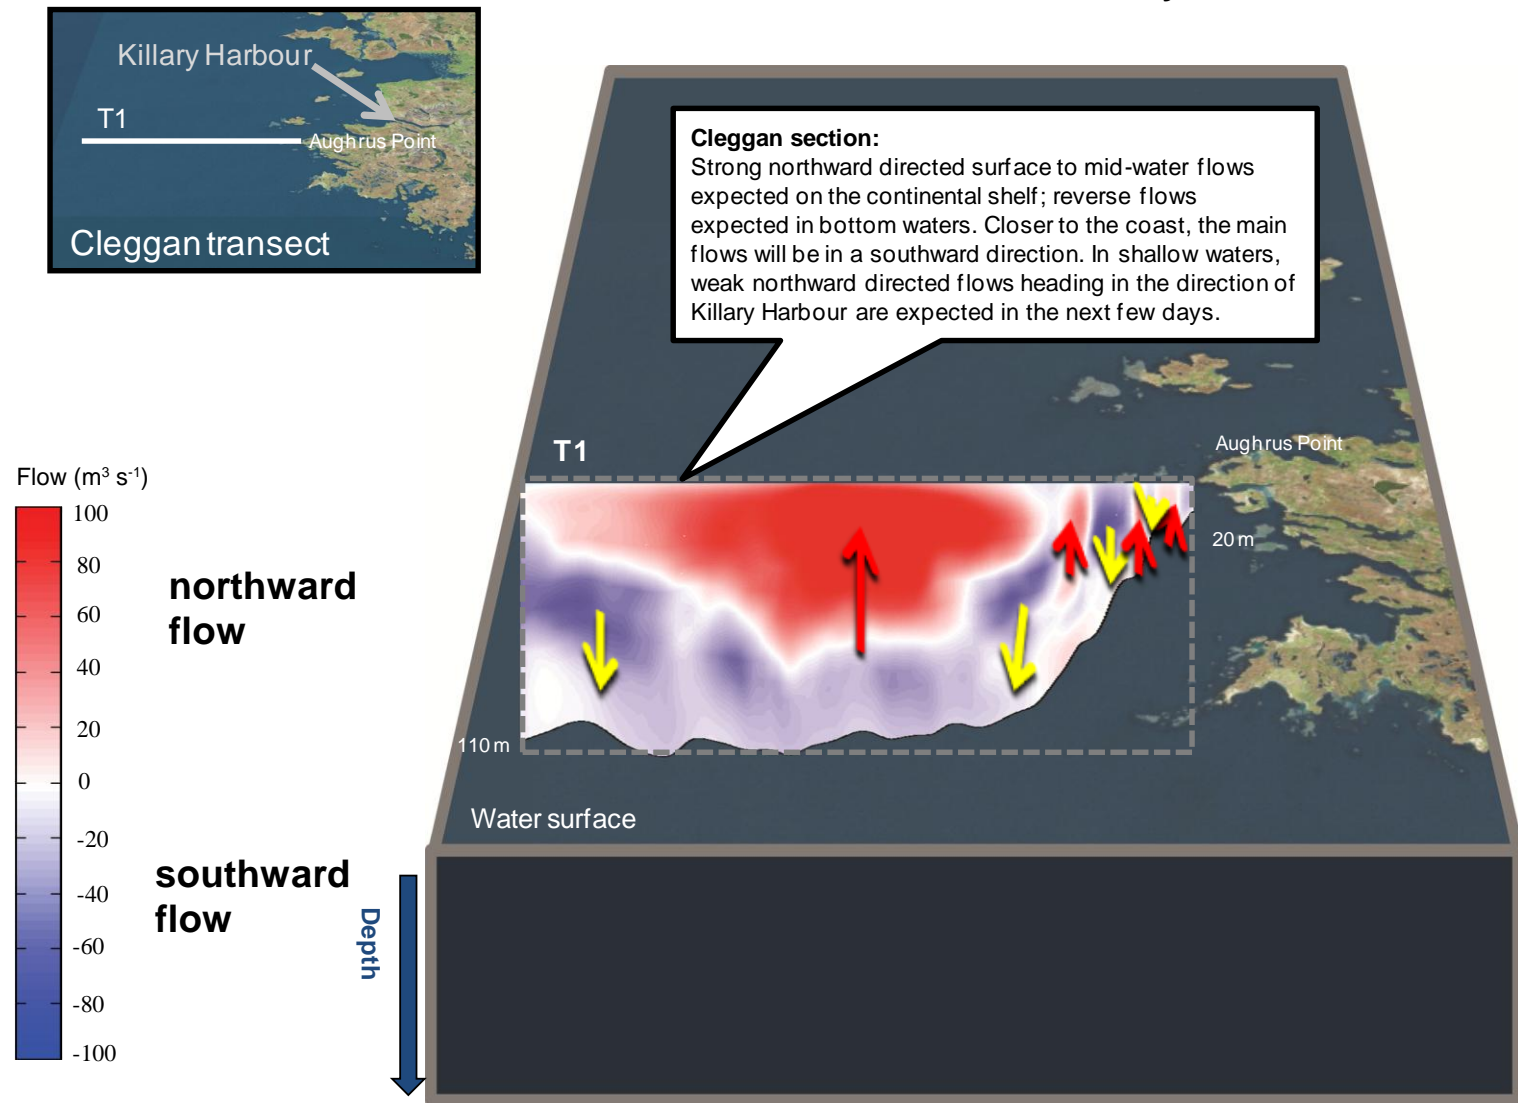 Killary Harbour
T1
Aughrus Point
Cleggan transect
Cleggan section:
Strong northward directed surface to mid-water flows
expected on the continental shelf; reverse flows
expected in bottom waters. Closer to the coast, the main
flows will be in a southward direction. In shallow waters,
weak northward directed flows heading in the direction of
Killary Harbour are expected in the next few days.
T1
Aughrus Point
Flow (m³ s⁻¹)
100
80
60
40
20
0
-20
-40
-60
-80
-100
northward
flow
southward
flow
20 m
110 m
Water surface
Depth